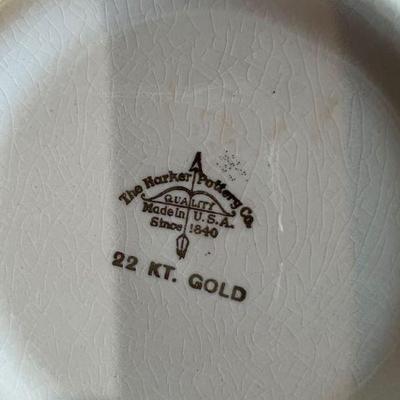 The Harker Pottery Co.
QUALITY
Made in U.S.A.
Since 1840
22 KT. GOLD